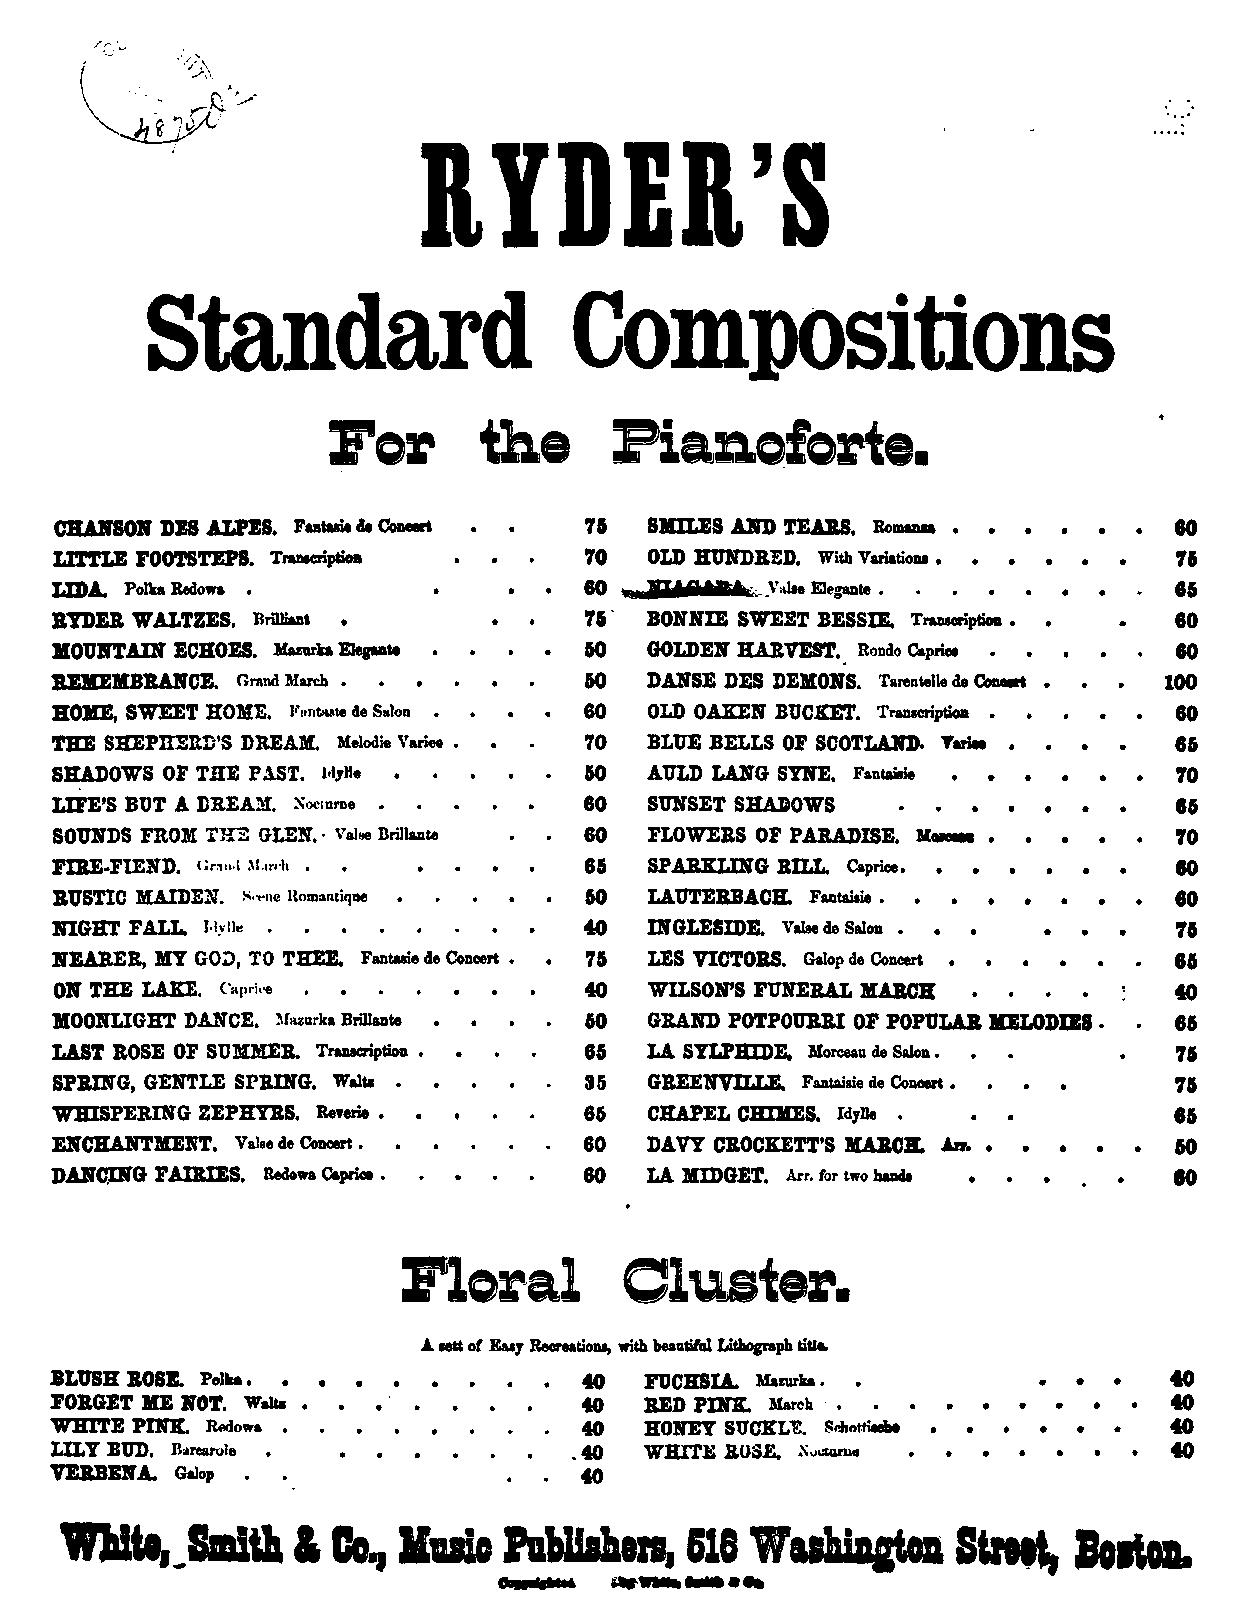 48750
RYDER'S
Standard Compositions
For the Pianoforte.
CHANSON DES ALPES. Fantasie de Concert . . 75
LITTLE FOOTSTEPS. Transcription . . . 70
LIDA. Polka Redowa . . . . 60
RYDER WALTZES. Brilliant . . . 75
MOUNTAIN ECHOES. Mazurka Elegante . . . . 50
REMEMBRANCE. Grand March . . . . . . 50
HOME, SWEET HOME. Fantasie de Salon . . . . 60
THE SHEPHERD'S DREAM. Melodie Variee . . . 70
SHADOWS OF THE PAST. Idylle . . . . . 50
LIFE'S BUT A DREAM. Nocturne . . . . . 60
SOUNDS FROM THE GLEN. Valse Brillante . . 60
FIRE-FIEND. Grand March . . . . . . 65
RUSTIC MAIDEN. Scene Romantique . . . . . 50
NIGHT FALL. Idylle . . . . . . . . 40
NEARER, MY GOD, TO THEE. Fantasie de Concert . . 75
ON THE LAKE. Caprice . . . . . . . 40
MOONLIGHT DANCE. Mazurka Brillante . . . . 50
LAST ROSE OF SUMMER. Transcription . . . . 65
SPRING, GENTLE SPRING. Waltz . . . . . 35
WHISPERING ZEPHYRS. Reverie . . . . . 65
ENCHANTMENT. Valse de Concert . . . . . 60
DANCING FAIRIES. Redowa Caprice . . . . . 60
SMILES AND TEARS. Romanza . . . . . . 60
OLD HUNDRED. With Variations . . . . . . 75
NIAGARA. Valse Elegante . . . . . . . . 65
BONNIE SWEET BESSIE. Transcription . . . 60
GOLDEN HARVEST. Rondo Caprice . . . . . 60
DANSE DES DEMONS. Tarentelle de Concert . . . 100
OLD OAKEN BUCKET. Transcription . . . . 60
BLUE BELLS OF SCOTLAND. Variee . . . . 65
AULD LANG SYNE. Fantaisie . . . . . 70
SUNSET SHADOWS . . . . . . . 65
FLOWERS OF PARADISE. Morceau . . . . . 70
SPARKLING RILL. Caprice . . . . . . . 60
LAUTERBACH. Fantaisie . . . . . . . . 60
INGLESIDE. Valse de Salon . . . . . . 75
LES VICTORS. Galop de Concert . . . . . . 65
WILSON'S FUNERAL MARCH . . . . . 40
GRAND POTPOURRI OF POPULAR MELODIES . . 65
LA SYLPHIDE. Morceau de Salon . . . . 75
GREENVILLE. Fantaisie de Concert . . . . 75
CHAPEL CHIMES. Idylle . . . 65
DAVY CROCKETT'S MARCH. Arr. . . . . . 50
LA MIDGET. Arr. for two hands . . . . . 60
Floral Cluster.
A sett of Easy Recreations, with beautiful Lithograph title.
BLUSH ROSE. Polka . . . . . . . . . 40
FORGET ME NOT. Waltz . . . . . . . 40
WHITE PINK. Redowa . . . . . . . . 40
LILY BUD. Barcarole . . . . . . . . 40
VERBENA. Galop . . . . 40
FUCHSIA. Mazurka . . . . . 40
RED PINK. March . . . . . . . . . 40
HONEY SUCKLE. Schottische . . . . . . 40
WHITE ROSE. Nocturne . . . . . . . 40
White, Smith & Co., Music Publishers, 516 Washington Street, Boston.
Copyrighted by White, Smith & Co.